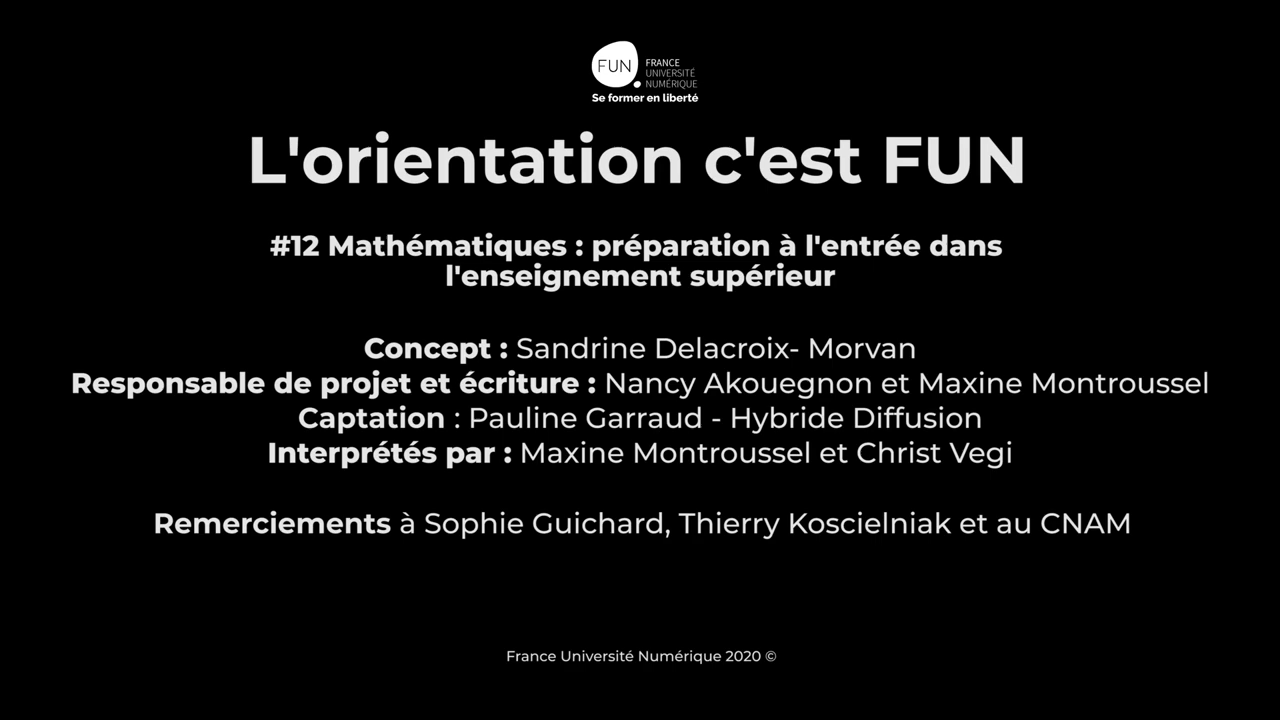 FUN.
FRANCE
UNIVERSITÉ
NUMÉRIQUE
Se former en liberté
L'orientation c'est FUN
#12 Mathématiques : préparation à l'entrée dans
l'enseignement supérieur
Concept : Sandrine Delacroix- Morvan
Responsable de projet et écriture : Nancy Akouegnon et Maxine Montroussel
Captation : Pauline Garraud - Hybride Diffusion
Interprétés par : Maxine Montroussel et Christ Vegi
Remerciements à Sophie Guichard, Thierry Koscielniak et au CNAM
France Université Numérique 2020 ©